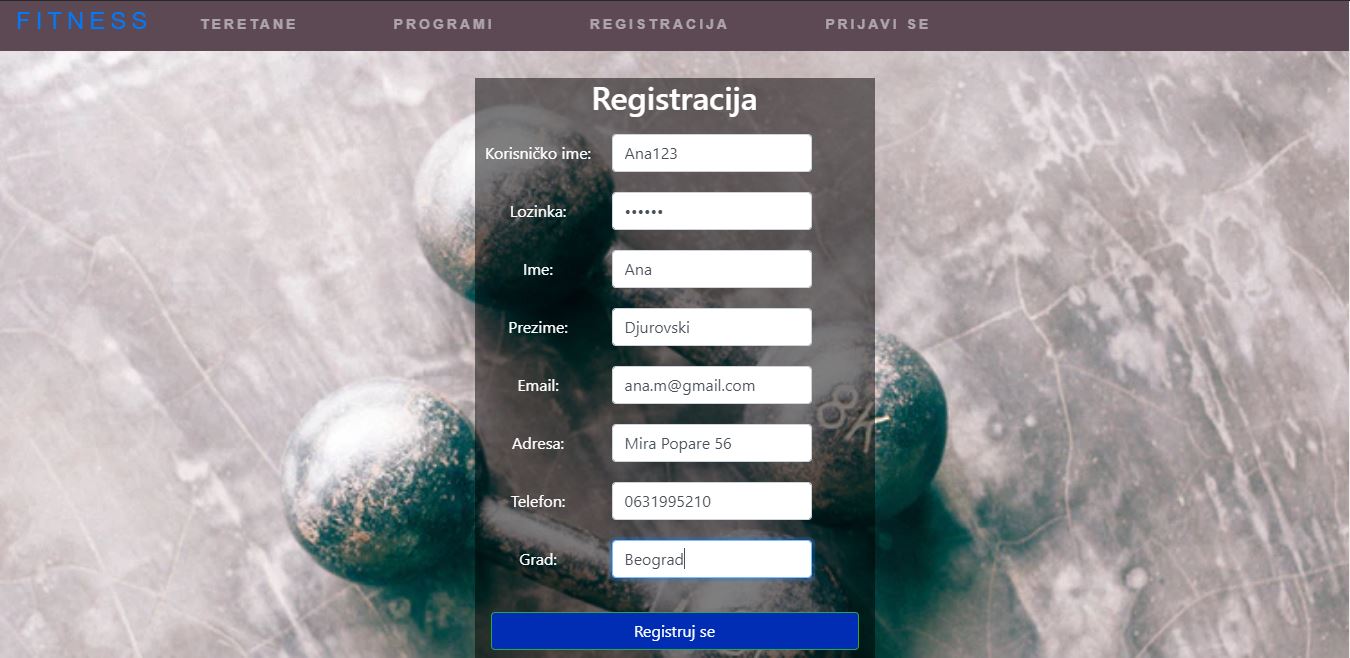 FITNESS TERETANE PROGRAMI REGISTRACIJA PRIJAVI SE
Registracija
Korisničko ime: Ana123
Lozinka: ••••••
Ime: Ana
Prezime: Djurovski
Email: ana.m@gmail.com
Adresa: Mira Popare 56
Telefon: 0631995210
Grad: Beograd
Registruj se